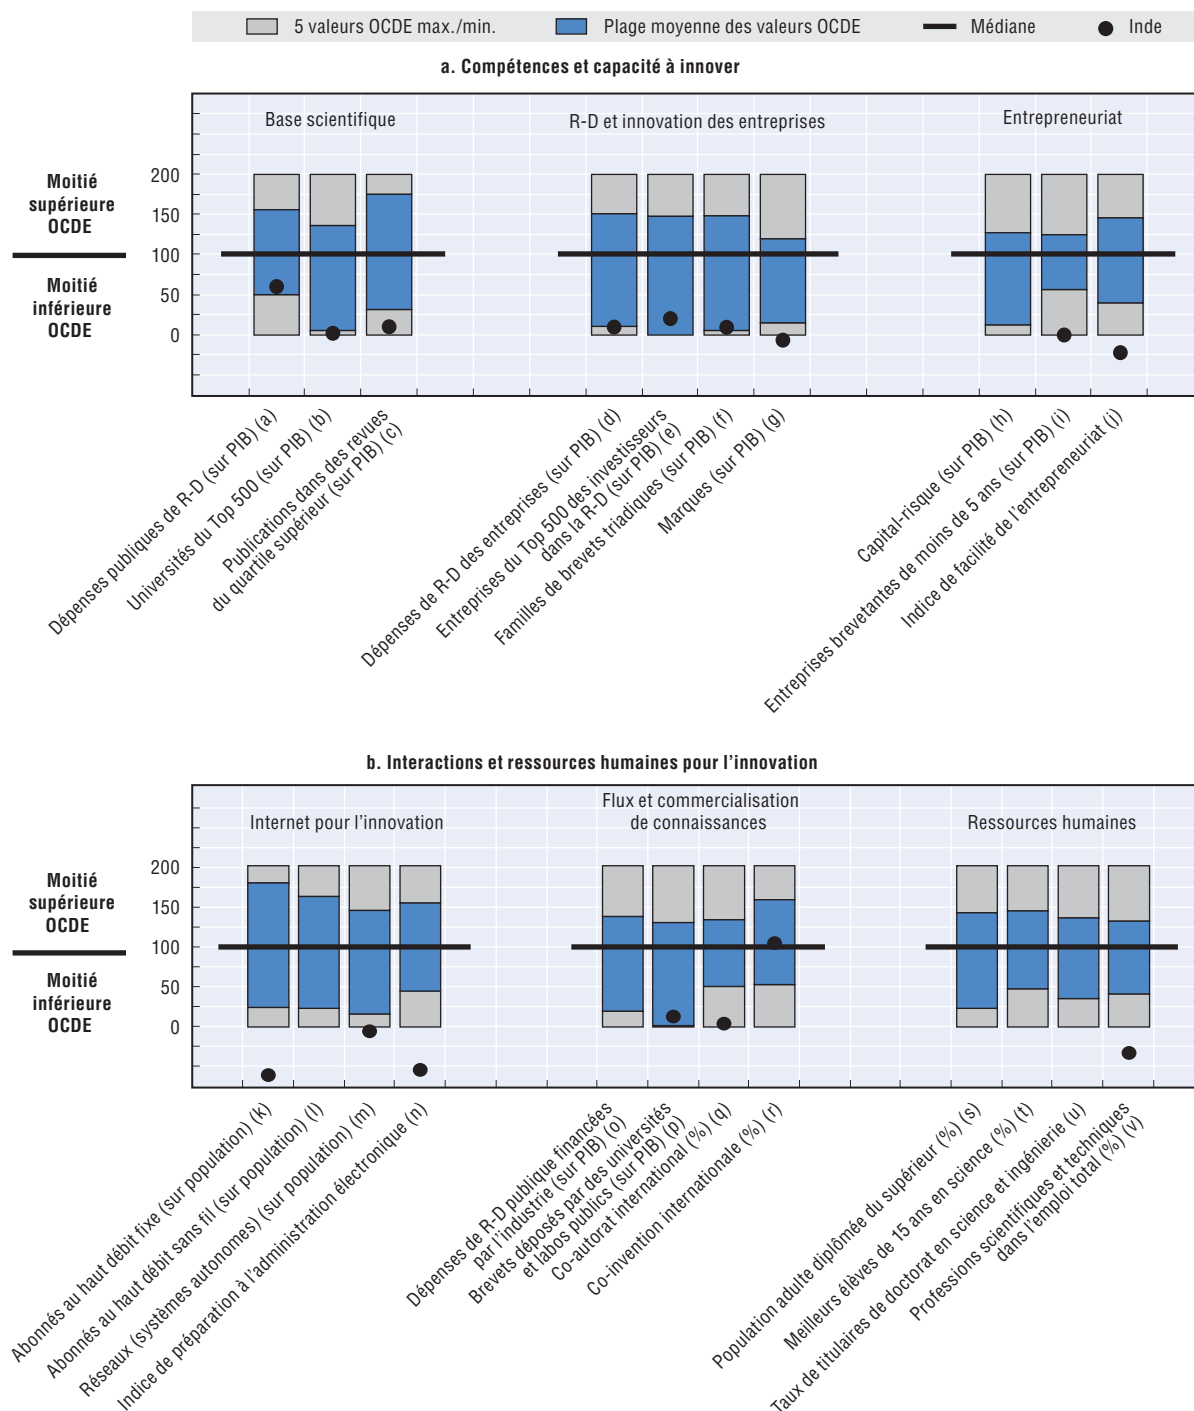 5 valeurs OCDE max./min. Plage moyenne des valeurs OCDE Médiane Inde
a. Compétences et capacité à innover
Base scientifique
R-D et innovation des entreprises
Entrepreneuriat
Moitié
supérieure
OCDE
Moitié
inférieure
OCDE
200
150
100
50
0
Dépenses publiques de R-D (sur PIB) (a)
Universités du Top 500 (sur PIB) (b)
Publications dans des revues
du quartile supérieur (sur PIB) (c)
Dépenses de R-D des entreprises (sur PIB) (d)
Entreprises du Top 500 des investisseurs
dans la R-D (sur PIB) (e)
Familles de brevets triadiques (sur PIB) (f)
Marques (sur PIB) (g)
Capital-risque (sur PIB) (h)
Entreprises brevetantes de moins de 5 ans (sur PIB) (i)
Indice de facilité de l'entrepreneuriat (j)
b. Interactions et ressources humaines pour l'innovation
Internet pour l'innovation
Flux et commercialisation
de connaissances
Ressources humaines
Moitié
supérieure
OCDE
Moitié
inférieure
OCDE
200
150
100
50
0
Abonnés au haut débit fixe (sur population) (k)
Abonnés au haut débit sans fil (sur population) (l)
Réseaux (systèmes autonomes) (sur population) (m)
Indice de préparation à l'administration électronique (n)
Dépenses de R-D publique financées
par l'industrie (sur PIB) (o)
Brevets déposés par des universités
et labos publics (sur PIB) (p)
Co-autorat international (%) (q)
Co-invention internationale (%) (r)
Population adulte diplômée du supérieur (%) (s)
Meilleurs élèves de 15 ans en science (%) (t)
Taux de titulaires de doctorat en science et ingénierie (u)
Professions scientifiques et techniques
dans l'emploi total (%) (v)